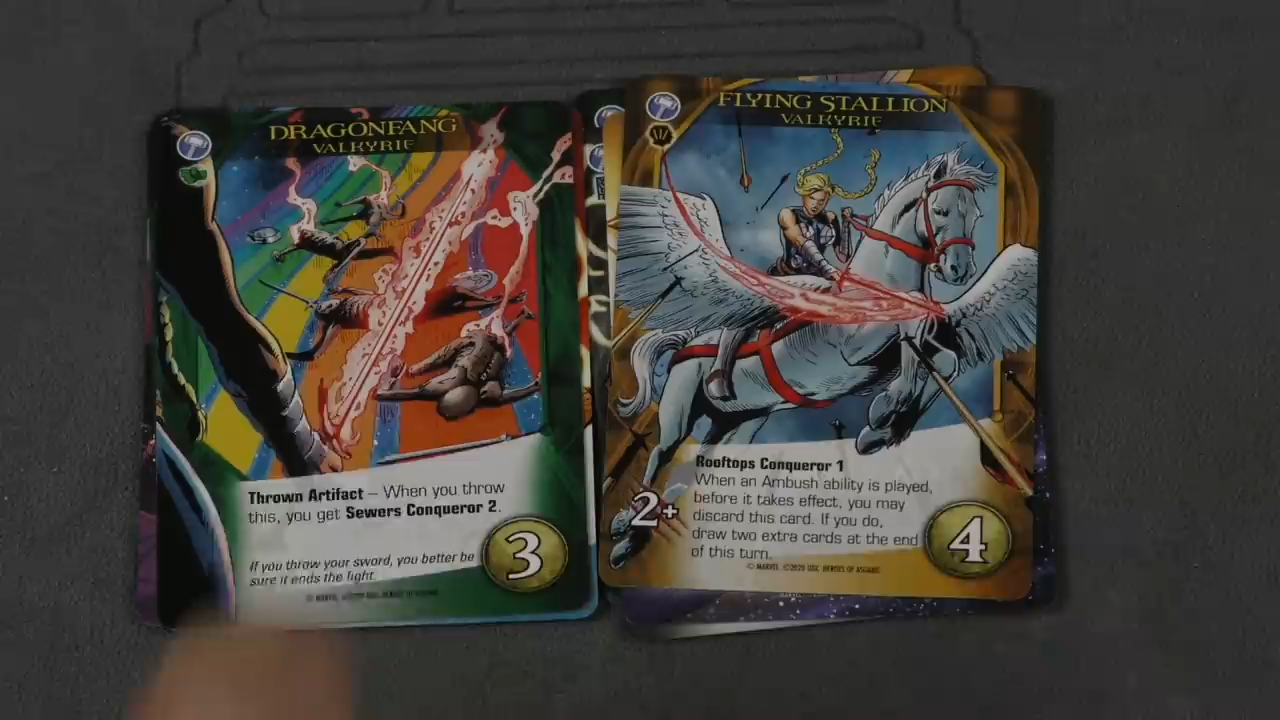 DRAGONFANG
VALKYRIE
Thrown Artifact – When you throw
this, you get Sewers Conqueror 2.
If you throw your sword, you better be
sure it ends the fight.
3
FLYING STALLION
VALKYRIE
Rooftops Conqueror 1
When an Ambush ability is played,
before it takes effect, you may
discard this card. If you do,
draw two extra cards at the end
of this turn.
2+
4
© MARVEL ©2020 UDC. HEROES OF ASGARD